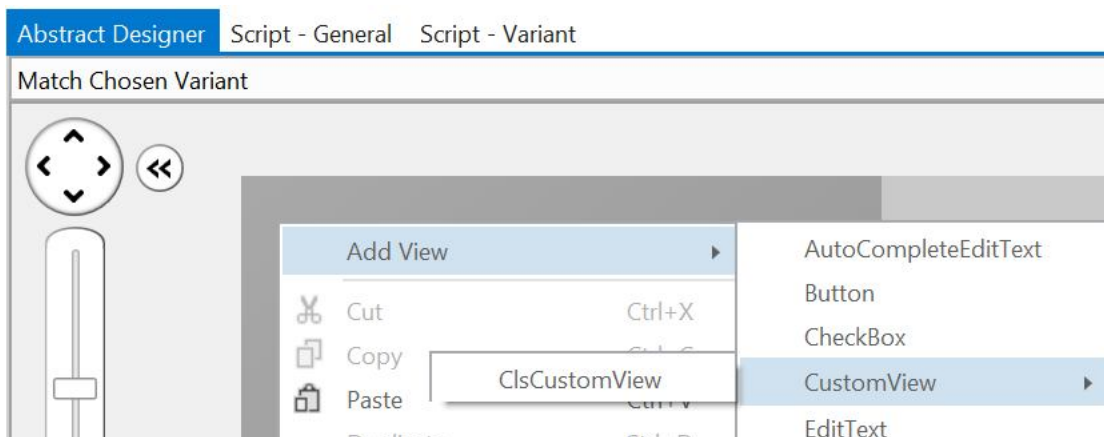 Abstract Designer Script - General Script - Variant
Match Chosen Variant
Add View
AutoCompleteEditText
Button
Cut Ctrl+X
CheckBox
Copy
ClsCustomView
CustomView
Paste
EditText